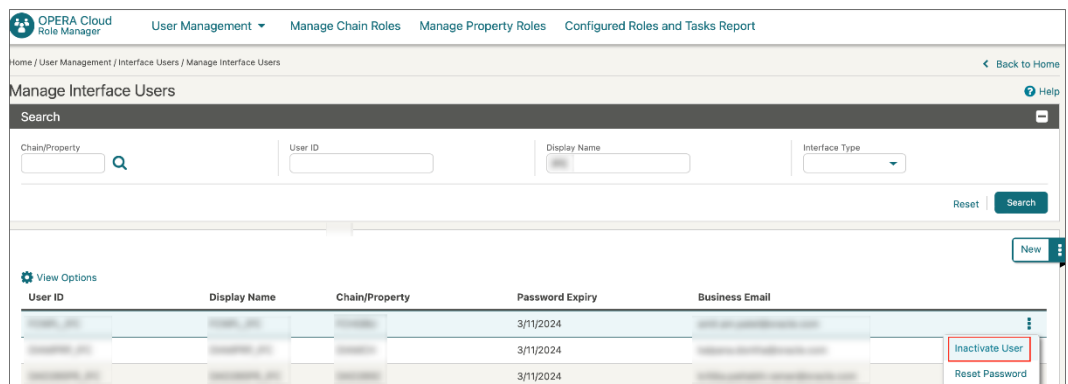 OPERA Cloud
Role Manager
User Management Manage Chain Roles Manage Property Roles Configured Roles and Tasks Report
Home / User Management / Interface Users / Manage Interface Users
Back to Home
Manage Interface Users
Help
Search
Chain/Property User ID Display Name Interface Type
Reset Search
New
View Options
User ID Display Name Chain/Property Password Expiry Business Email
3/11/2024
3/11/2024
Inactivate User
3/11/2024
Reset Password